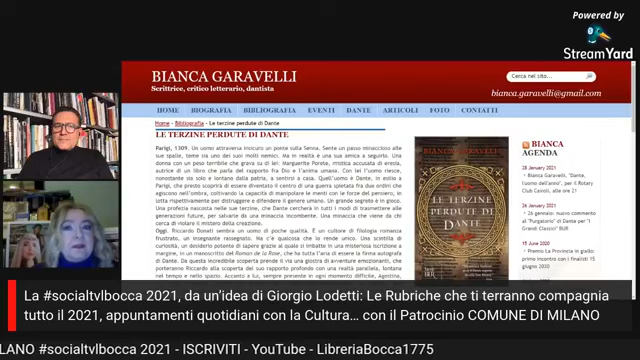 Powered by
StreamYard
BIANCA GARAVELLI
Scrittrice, critico letterario, dantista
Cerca nel sito...
bianca.garavelli@gmail.com
HOME BIOGRAFIA BIBLIOGRAFIA EVENTI DANTE ARTICOLI FOTO CONTATTI
Home - Bibliografia - Le terzine perdute di Dante
LE TERZINE PERDUTE DI DANTE
Parigi, 1309. Un uomo attraversa inciurco un ponte sulla Senna. Sente un passo minaccioso alle
sue spalle, teme sia uno dei suoi molti nemici. Ma in realtà è una sua amica a seguirlo. Una
donna con un peso terribile che grava su di lei: Marguerite Porete, mistica accusata di eresia,
autrice di un libro che parla del rapporto fra Dio e l'anima umana. Con lei l'uomo riesce,
nonostante sia solo e lontano dalla patria, a sentirsi a casa. Quell'uomo è Dante, in esilio a
Parigi, che presto scoprirà di essere diventato il centro di una guerra spietata fra due ordini che
agiscono nell'ombra, coltivando la capacità di manipolare le menti con le forze del pensiero, in
lotta rispettivamente per distruggere e difendere il genere umano. Un grande segreto è in gioco.
Una profezia nascosta nelle sue terzine, che Dante cercherà in tutti i modi di trasmettere alle
generazioni future, per salvarle da una minaccia incombente. Una minaccia che viene da chi
cerca di violare il mistero della creazione.
Oggi. Riccardo Donati sembra un uomo di poche qualità. È un cultore di filologia romanza
frustrato, un insegnante rassegnato. Ma c'è qualcosa che lo rende unico. Una scintilla di
curiosità, un desiderio potente di sapere grazie al quale si imbatte in una misteriosa iscrizione a
margine, in un manoscritto del Roman de la Rose, che ha tutta l'aria di essere la firma autografa
di Dante. Da questa incredibile scoperta prende il via una giostra di avventure emozionanti, che
porteranno Riccardo alla scoperta del suo rapporto profondo con una realtà parallela, lontana
nel tempo e nello spazio. Accanto a lui, sempre presente in ogni momento difficile, Agostina,
LE TERZINE
PERDUTE DI
DANTE
BUR
BIANCA
AGENDA
28 January 2021
Bianca Garavelli, "Dante,
l'uomo dell'anno", per il Rotary
Club Cairoli, alle ore 21
26 January 2021
26 gennaio: nuovo commento
al "Purgatorio" di Dante per "I
Grandi Classici" BUR
15 June 2020
Premio La Provincia in giallo:
primo incontro con i finalisti 15
giugno 2020
La #socialtvlbocca 2021, da un'idea di Giorgio Lodetti: Le Rubriche che ti terranno compagnia
tutto il 2021, appuntamenti quotidiani con la Cultura... con il Patrocinio COMUNE DI MILANO
LANO #socialtvlbocca 2021 - ISCRIVITI - YouTube - LibreriaBocca1775